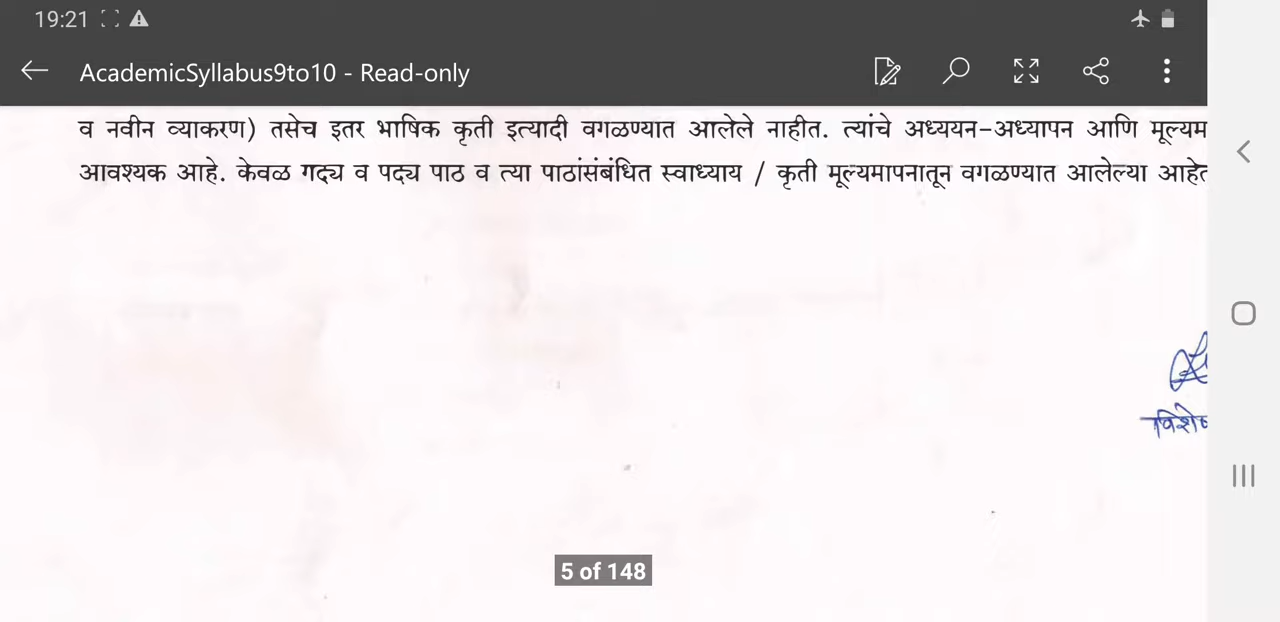 19:21
AcademicSyllabus9to10 - Read-only
व नवीन व्याकरण) तसेच इतर भाषिक कृती इत्यादी वगळण्यात आलेले नाहीत. त्यांचे अध्ययन-अध्यापन आणि मूल्यम
आवश्यक आहे. केवळ गद्य व पद्य पाठ व त्या पाठांसंबंधित स्वाध्याय / कृती मूल्यमापनातून वगळण्यात आलेल्या आहेत
विशे
5 of 148